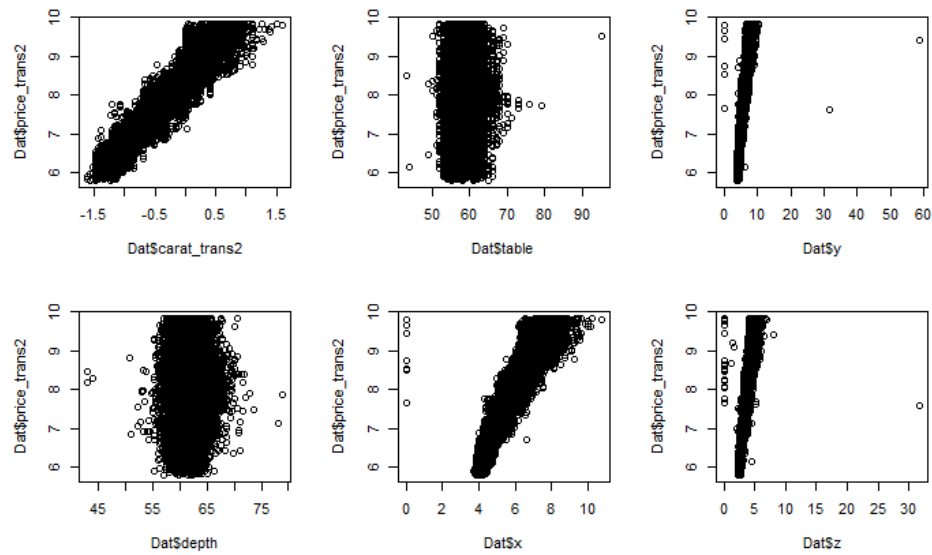 10
9
8
7
6
Dat$price_trans2
-1.5 -0.5 0.5 1.5
Dat$carat_trans2
10
9
8
7
6
Dat$price_trans2
50 60 70 80 90
Dat$table
10
9
8
7
6
Dat$price_trans2
0 10 20 30 40 50 60
Dat$y
10
9
8
7
6
Dat$price_trans2
45 55 65 75
Dat$depth
10
9
8
7
6
Dat$price_trans2
0 2 4 6 8 10
Dat$x
10
9
8
7
6
Dat$price_trans2
0 5 10 15 20 25 30
Dat$z